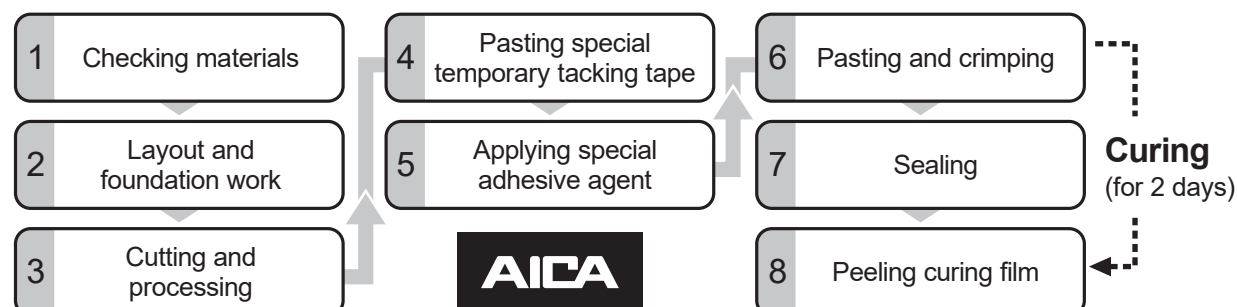 1
Checking materials
2
Layout and
foundation work
3
Cutting and
processing
4
Pasting special
temporary tacking tape
5
Applying special
adhesive agent
AICA
6
Pasting and crimping
7
Sealing
8
Peeling curing film
Curing
(for 2 days)